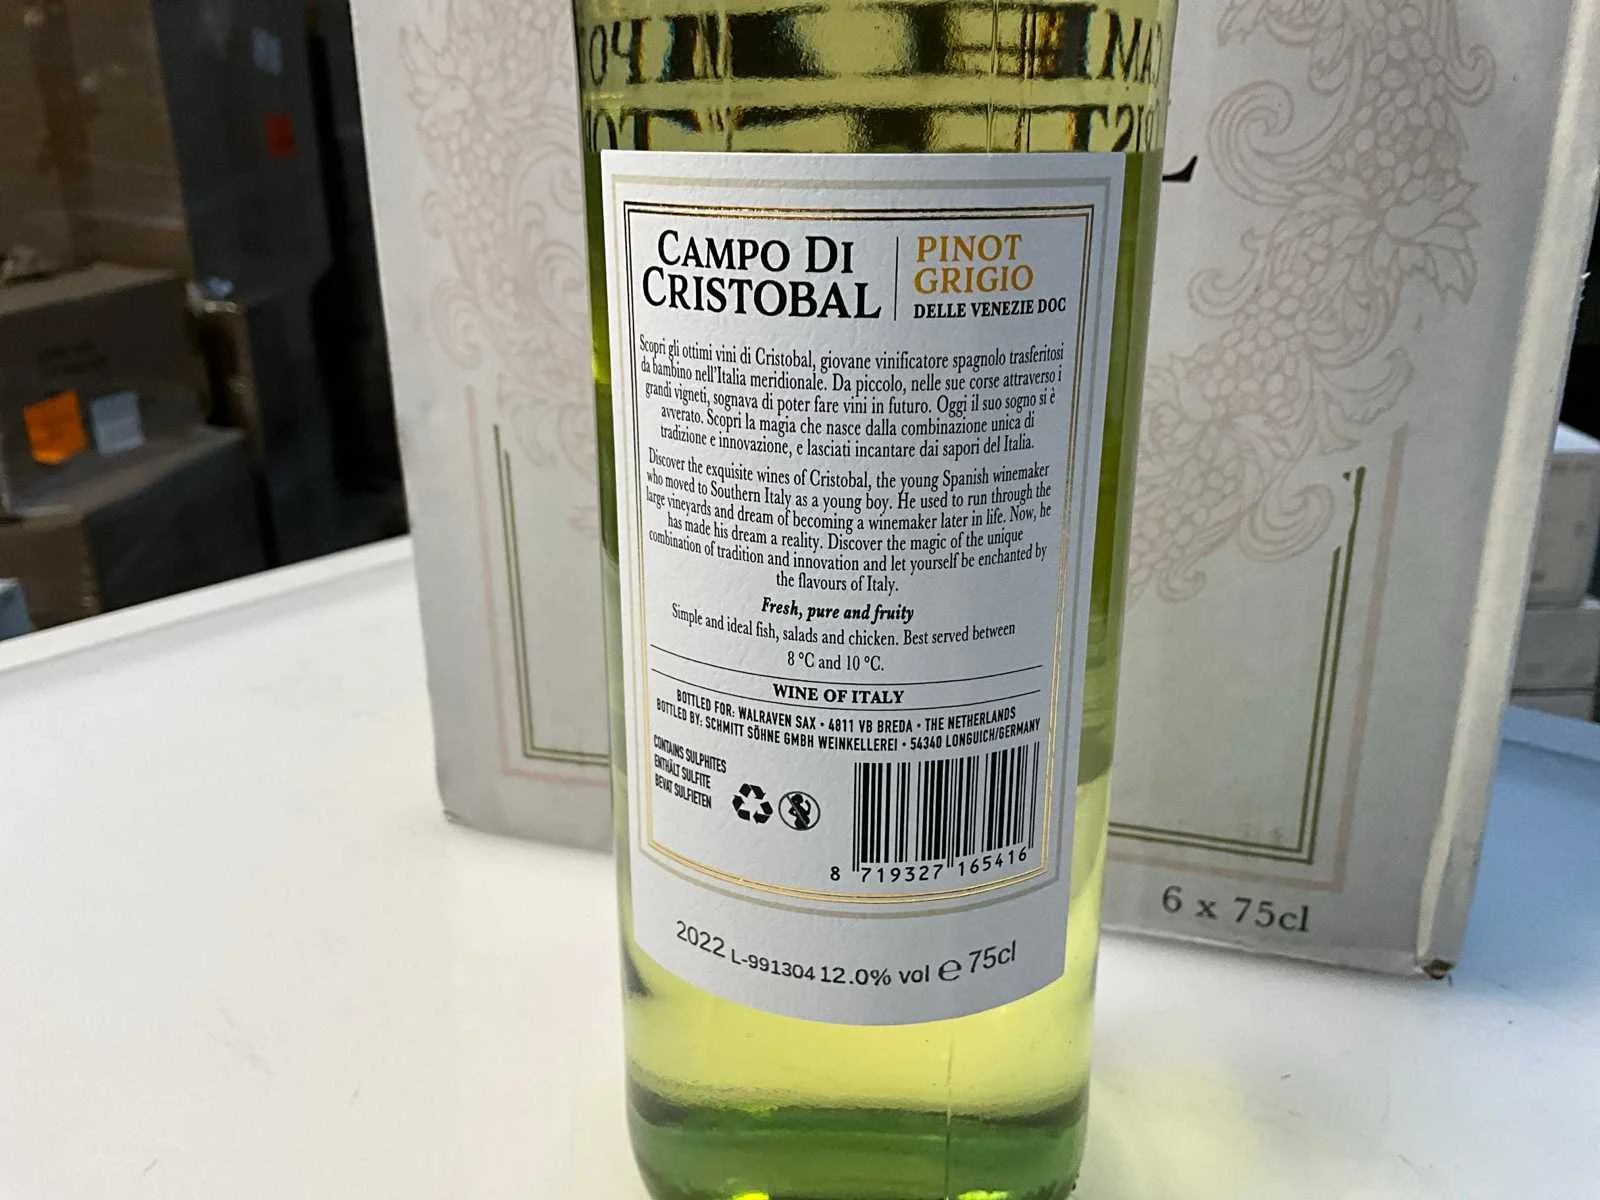 CAMPO DI
CRISTOBAL
PINOT
GRIGIO
DELLE VENEZIE DOC
Scopri gli ottimi vini di Cristobal, giovane vinificatore spagnolo trasferitosi
da bambino nell'Italia meridionale. Da piccolo, nelle sue corse attraverso i
grandi vigneti, sognava di poter fare vini in futuro. Oggi il suo sogno si è
avverato. Scopri la magia che nasce dalla combinazione unica di
tradizione e innovazione, e lasciati incantare dai sapori del Italia.
Discover the exquisite wines of Cristobal, the young Spanish winemaker
who moved to Southern Italy as a young boy. He used to run through the
large vineyards and dream of becoming a winemaker later in life. Now, he
has made his dream a reality. Discover the magic of the unique
combination of tradition and innovation and let yourself be enchanted by
the flavours of Italy.
Fresh, pure and fruity
Simple and ideal fish, salads and chicken. Best served between
8 °C and 10 °C.
WINE OF ITALY
BOTTLED FOR: WALRAVEN SAX • 4811 VB BREDA • THE NETHERLANDS
BOTTLED BY: SCHMITT SÖHNE GMBH WEINKELLEREI • 54340 LONGUICH/GERMANY
CONTAINS SULPHITES
ENTHÄLT SULFITE
BEVAT SULFIETEN
8 719327 165416
2022 L-991304 12.0% vol e 75cl
6 x 75cl